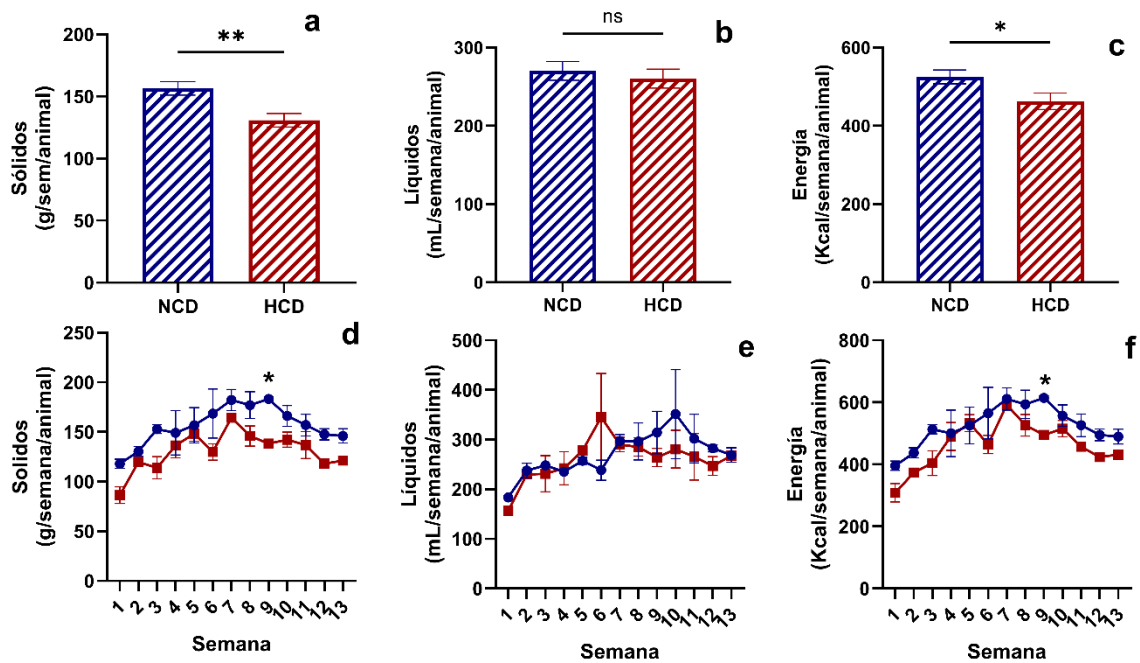 a
**
Sólidos
(g/sem/animal)
200
150
100
50
0
NCD
HCD
b
ns
Líquidos
(mL/semana/animal)
300
200
100
0
NCD
HCD
c
*
Energía
(Kcal/semana/animal)
600
400
200
0
NCD
HCD
d
*
Solidos
(g/semana/animal)
250
200
150
100
50
0
1 2 3 4 5 6 7 8 9 10 11 12 13
Semana
e
Líquidos
(mL/semana/animal)
500
400
300
200
100
0
1 2 3 4 5 6 7 8 9 10 11 12 13
Semana
f
*
Energía
(Kcal/semana/animal)
800
600
400
200
0
1 2 3 4 5 6 7 8 9 10 11 12 13
Semana